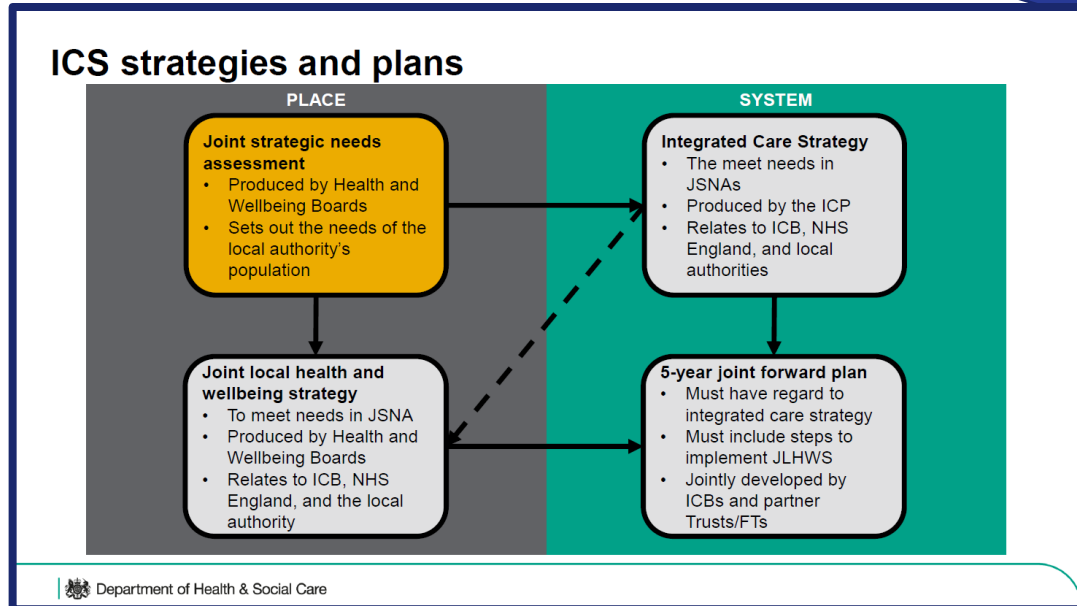 ICS strategies and plans
PLACE
SYSTEM
Joint strategic needs
assessment
• Produced by Health and
Wellbeing Boards
• Sets out the needs of the
local authority's
population
Integrated Care Strategy
• The meet needs in
JSNAs
• Produced by the ICP
• Relates to ICB, NHS
England, and local
authorities
Joint local health and
wellbeing strategy
• To meet needs in JSNA
• Produced by Health and
Wellbeing Boards
• Relates to ICB, NHS
England, and the local
authority
5-year joint forward plan
• Must have regard to
integrated care strategy
• Must include steps to
implement JLHWS
• Jointly developed by
ICBs and partner
Trusts/FTs
Department of Health & Social Care